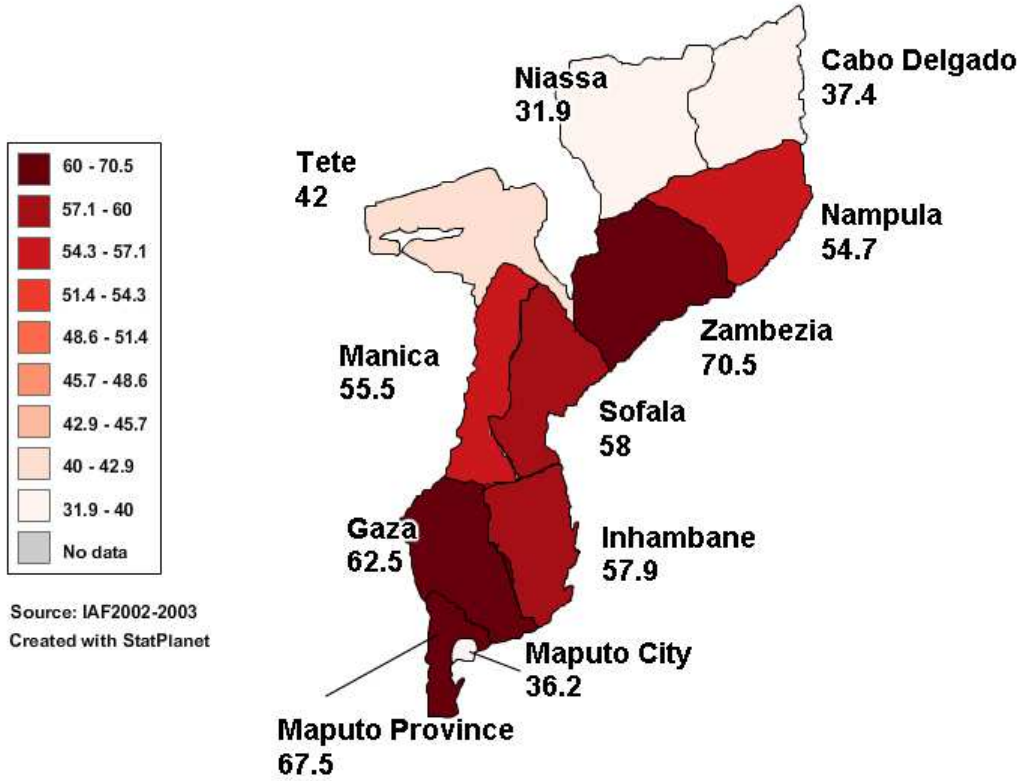 Cabo Delgado
37.4
Niassa
31.9
Tete
42
Nampula
54.7
Zambezia
70.5
Manica
55.5
Sofala
58
Gaza
62.5
Inhambane
57.9
Maputo City
36.2
Maputo Province
67.5
60 - 70.5
57.1 - 60
54.3 - 57.1
51.4 - 54.3
48.6 - 51.4
45.7 - 48.6
42.9 - 45.7
40 - 42.9
31.9 - 40
No data
Source: IAF2002-2003
Created with StatPlanet